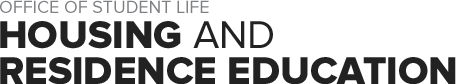 OFFICE OF STUDENT LIFE
HOUSING AND
RESIDENCE EDUCATION